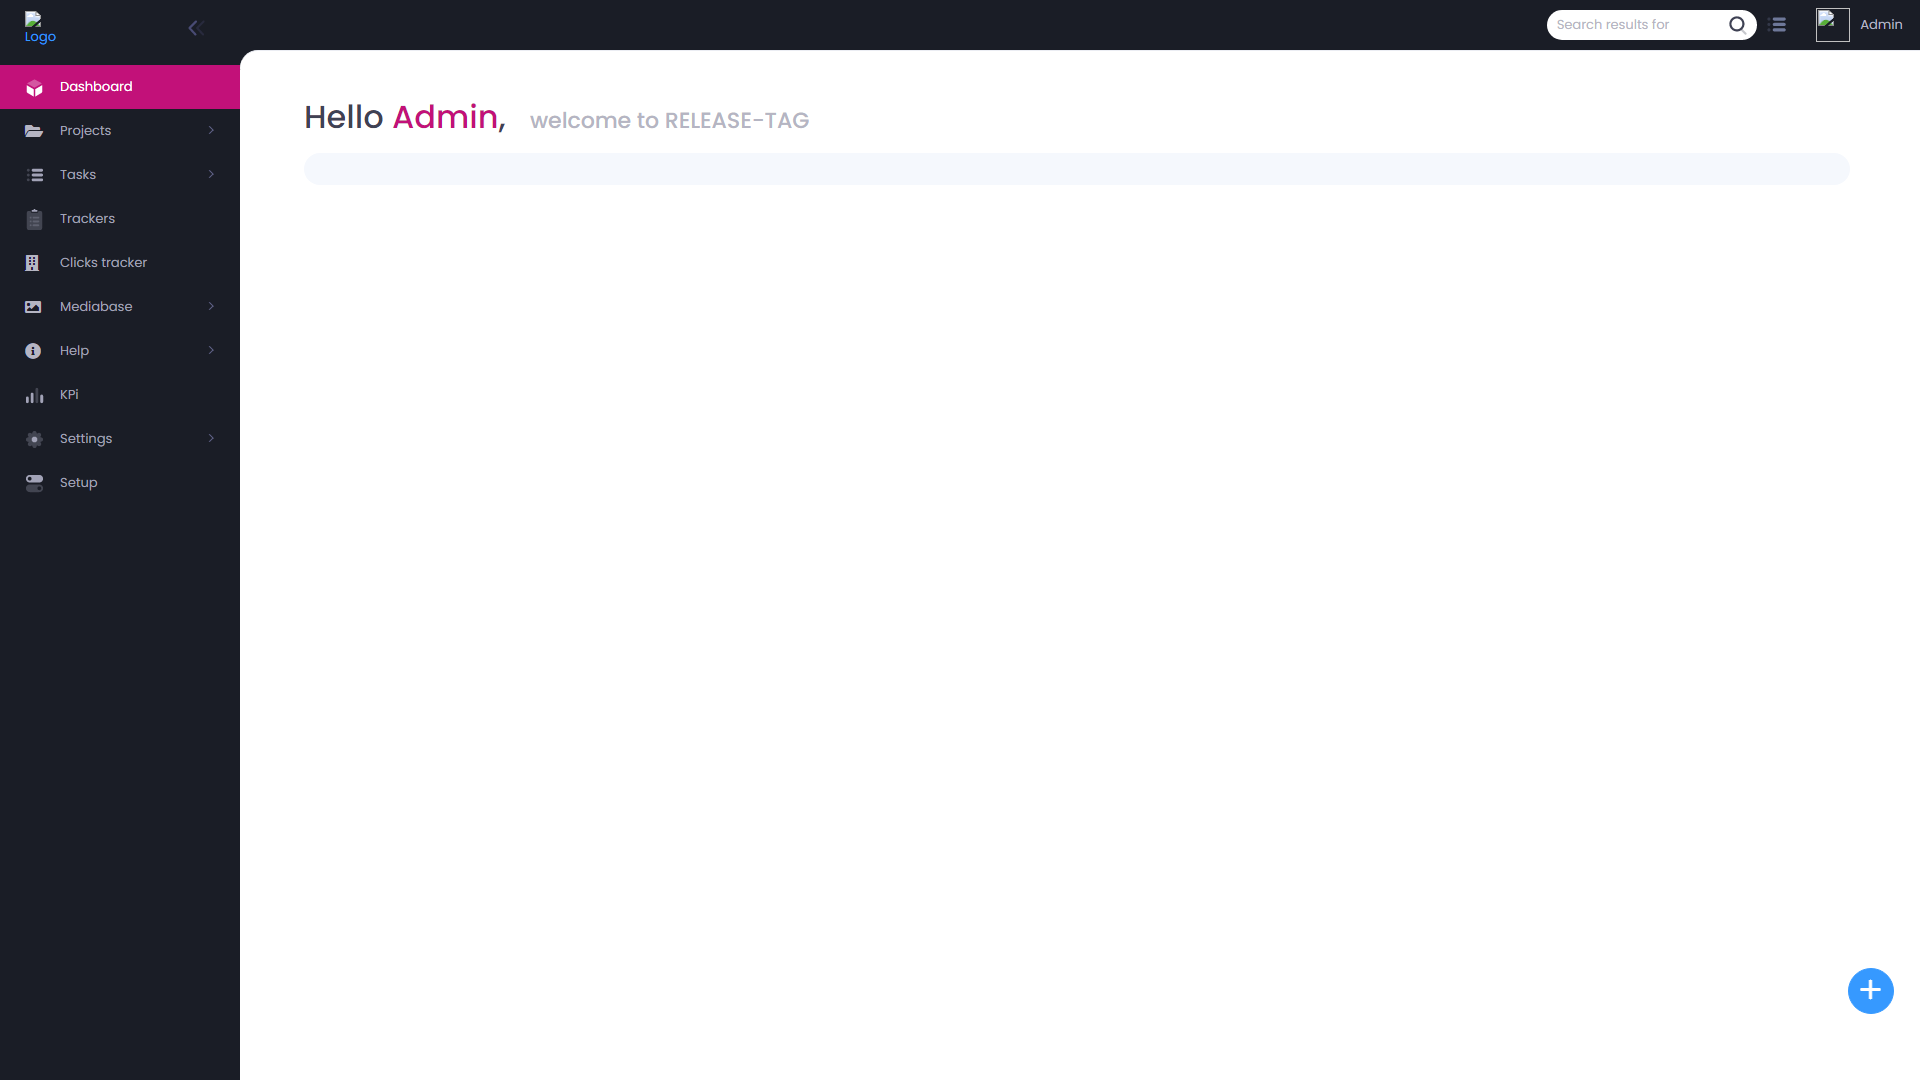 Logo
Search results for
Admin
Dashboard
Projects
Tasks
Trackers
Clicks tracker
Mediabase
Help
KPi
Settings
Setup
Hello Admin, welcome to RELEASE-TAG